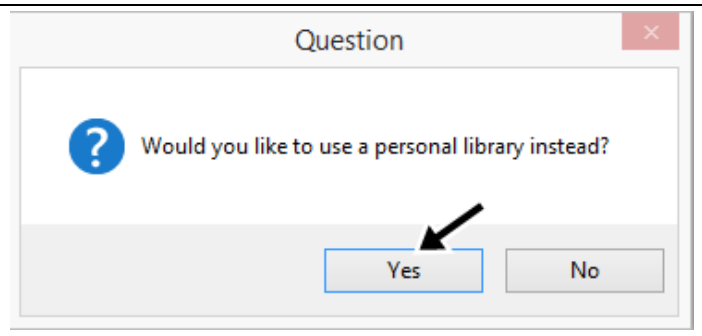 Question
Would you like to use a personal library instead?
Yes
No